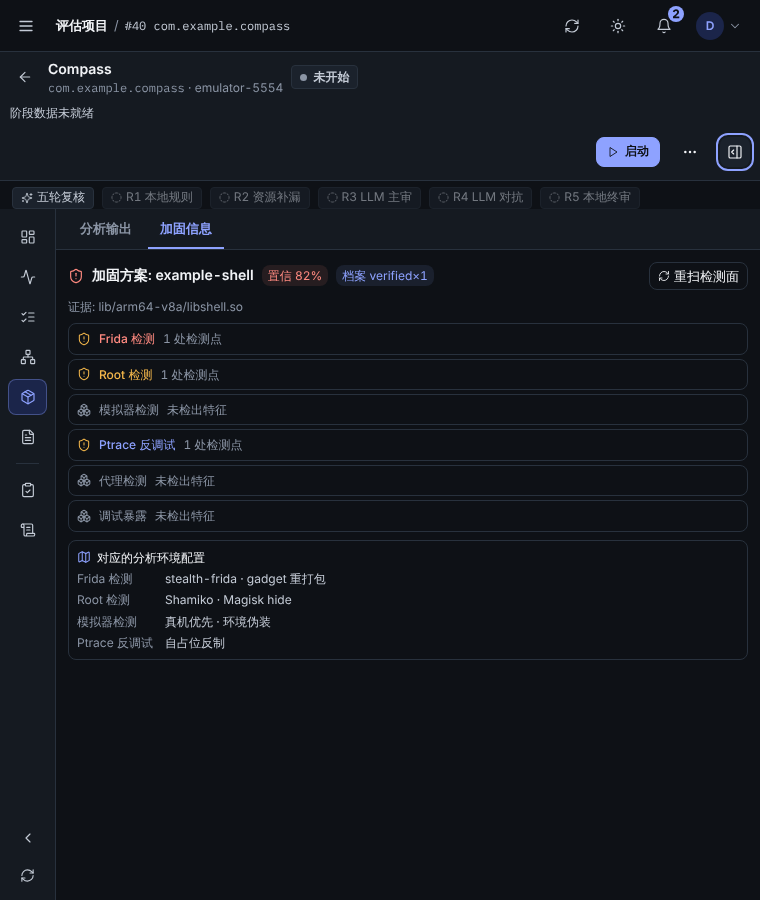 评估项目 / #40 com.example.compass
2
D
Compass
com.example.compass · emulator-5554
未开始
阶段数据未就绪
启动
五轮复核
R1 本地规则
R2 资源补漏
R3 LLM 主审
R4 LLM 对抗
R5 本地终审
分析输出
加固信息
加固方案: example-shell
置信 82%
档案 verified×1
重扫检测面
证据: lib/arm64-v8a/libshell.so
Frida 检测 1 处检测点
Root 检测 1 处检测点
模拟器检测 未检出特征
Ptrace 反调试 1 处检测点
代理检测 未检出特征
调试暴露 未检出特征
对应的分析环境配置
Frida 检测 stealth-frida · gadget 重打包
Root 检测 Shamiko · Magisk hide
模拟器检测 真机优先 · 环境伪装
Ptrace 反调试 自占位反制